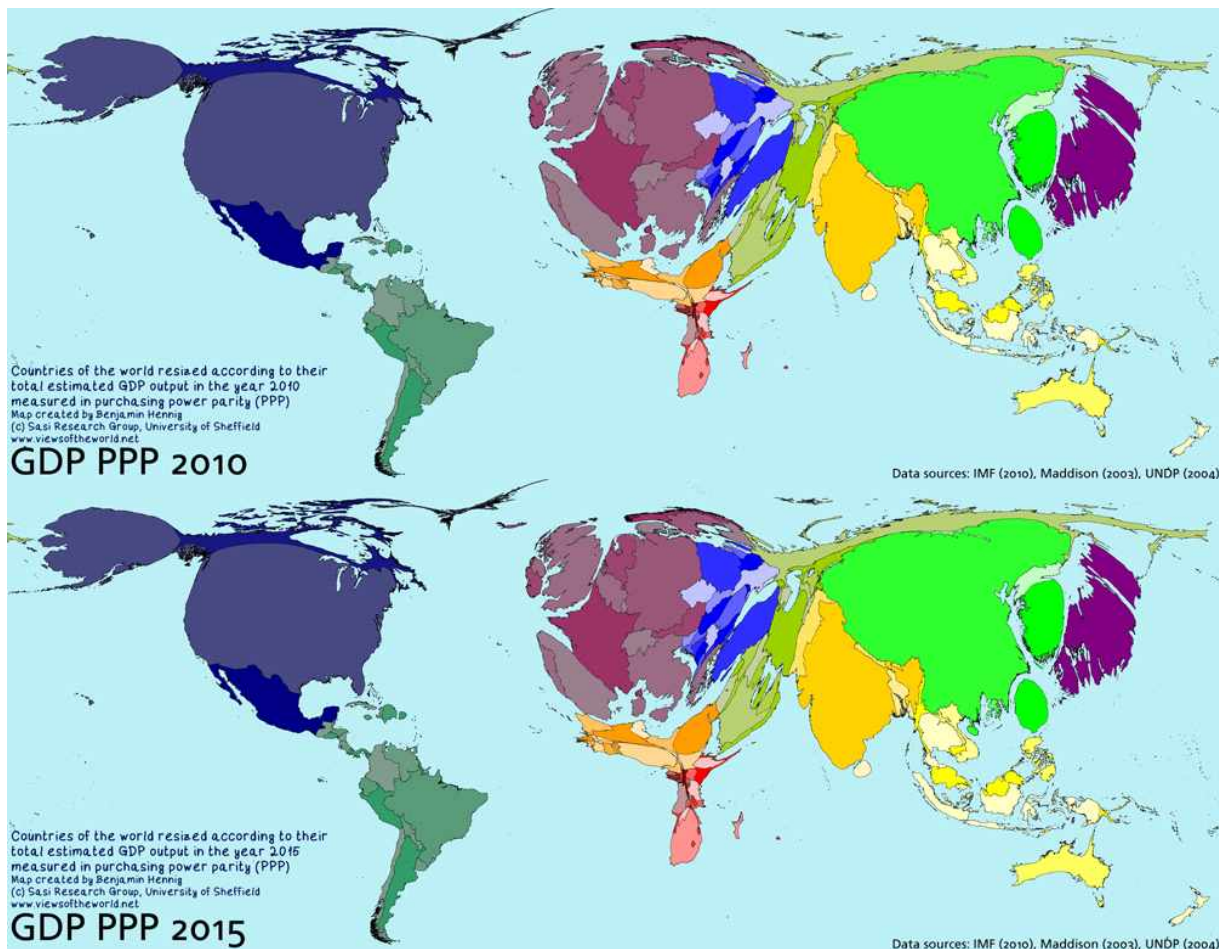 Countries of the world resized according to their
total estimated GDP output in the year 2010
measured in purchasing power parity (PPP)
Map created by Benjamin Hennig
(c) Sasi Research Group, University of Sheffield
www.viewsoftheworld.net
GDP PPP 2010
Data sources: IMF (2010), Maddison (2003), UNDP (2004)
Countries of the world resized according to their
total estimated GDP output in the year 2015
measured in purchasing power parity (PPP)
Map created by Benjamin Hennig
(c) Sasi Research Group, University of Sheffield
www.viewsoftheworld.net
GDP PPP 2015
Data sources: IMF (2010), Maddison (2003), UNDP (2004)